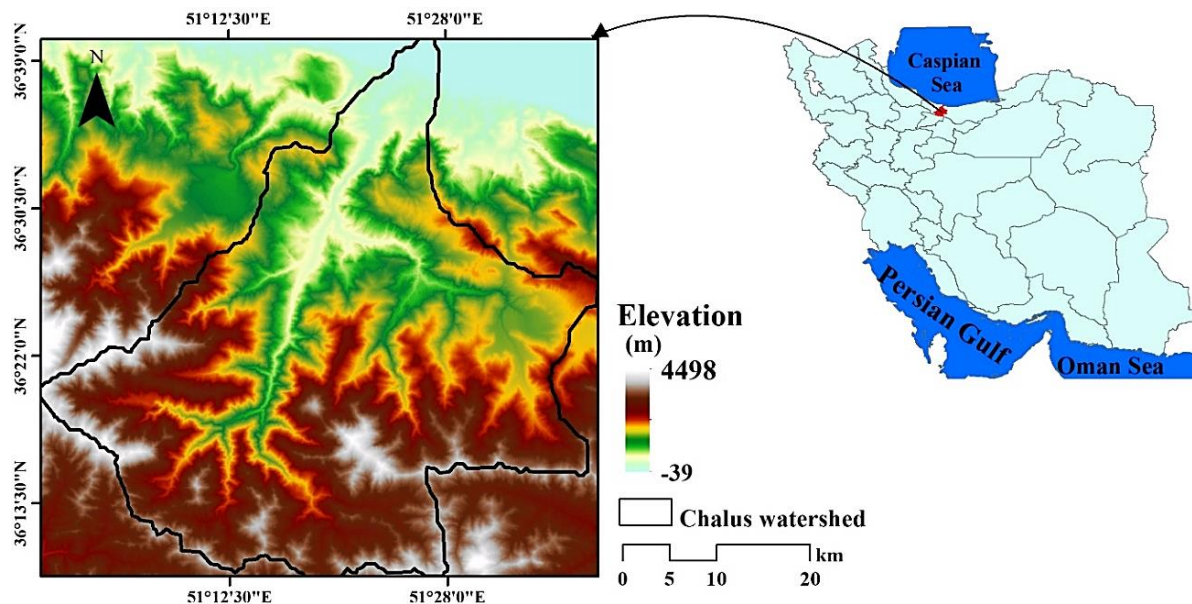 51°12'30"E 51°28'0"E
36°39'0"N
36°30'30"N
36°22'0"N
36°13'30"N
N
51°12'30"E 51°28'0"E
Caspian
Sea
Persian Gulf
Oman Sea
Elevation
(m)
4498
-39
Chalus watershed
km
0 5 10 20